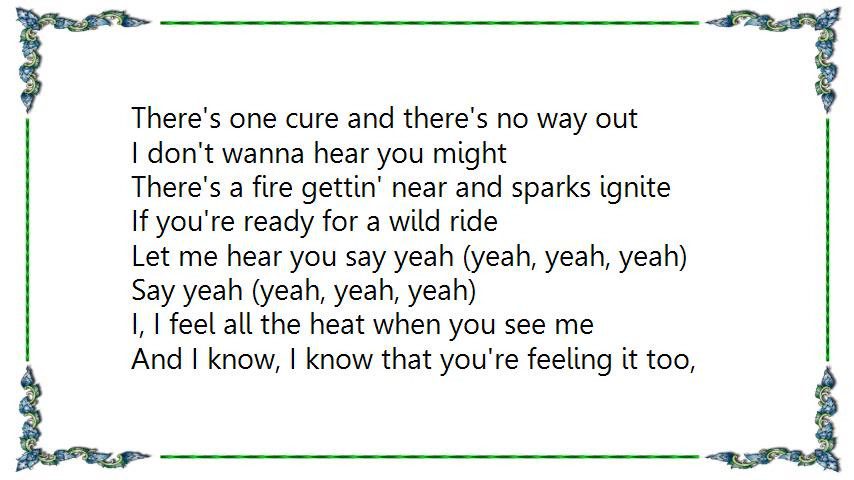 There's one cure and there's no way out
I don't wanna hear you might
There's a fire gettin' near and sparks ignite
If you're ready for a wild ride
Let me hear you say yeah (yeah, yeah, yeah)
Say yeah (yeah, yeah, yeah)
I, I feel all the heat when you see me
And I know, I know that you're feeling it too,